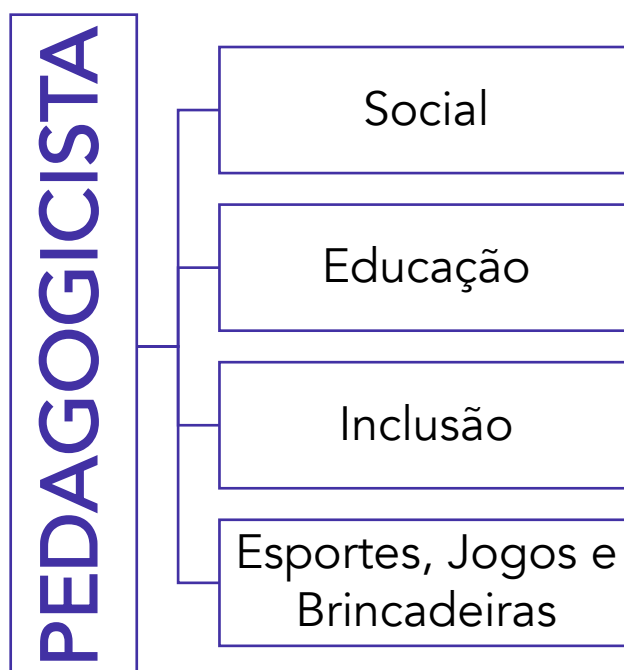 PEDAGOGICISTA
Social
Educação
Inclusão
Esportes, Jogos e
Brincadeiras